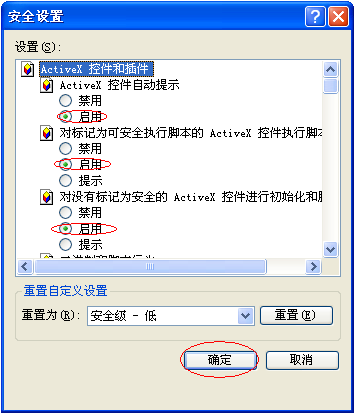 安全设置
设置(S):
ActiveX 控件和插件
ActiveX 控件自动提示
禁用
启用
对标记为可安全执行脚本的 ActiveX 控件执行脚本
禁用
启用
提示
对没有标记为安全的 ActiveX 控件进行初始化和脚
禁用
启用
提示
重置自定义设置
重置为(R):
安全级 - 低
重置(E)
确定
取消